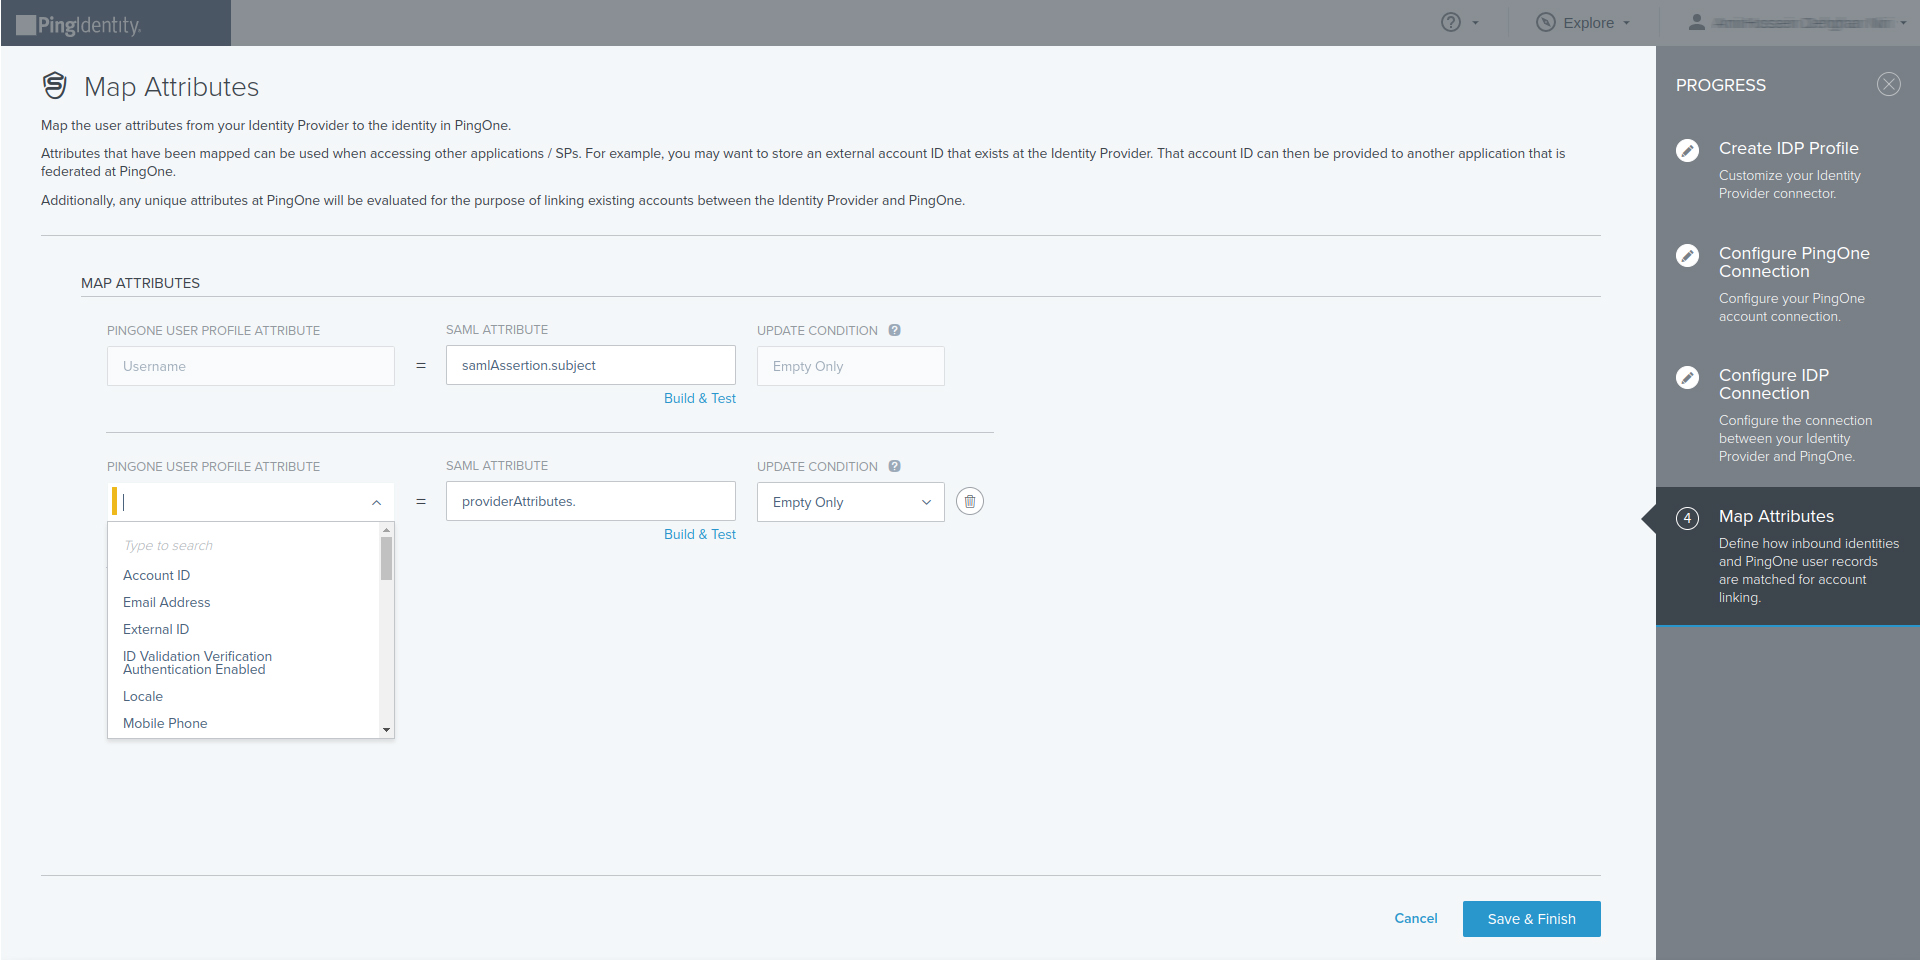 PingIdentity.
Explore
Map Attributes
Map the user attributes from your Identity Provider to the identity in PingOne.
Attributes that have been mapped can be used when accessing other applications / SPs. For example, you may want to store an external account ID that exists at the Identity Provider. That account ID can then be provided to another application that is
federated at PingOne.
Additionally, any unique attributes at PingOne will be evaluated for the purpose of linking existing accounts between the Identity Provider and PingOne.
MAP ATTRIBUTES
PINGONE USER PROFILE ATTRIBUTE
SAML ATTRIBUTE
UPDATE CONDITION ?
Username
=
samlAssertion.subject
Empty Only
Build & Test
PINGONE USER PROFILE ATTRIBUTE
SAML ATTRIBUTE
UPDATE CONDITION ?
=
providerAttributes.
Empty Only
Build & Test
Type to search
Account ID
Email Address
External ID
ID Validation Verification
Authentication Enabled
Locale
Mobile Phone
Cancel
Save & Finish
PROGRESS
Create IDP Profile
Customize your Identity
Provider connector.
Configure PingOne
Connection
Configure your PingOne
account connection.
Configure IDP
Connection
Configure the connection
between your Identity
Provider and PingOne.
4
Map Attributes
Define how inbound identities
and PingOne user records
are matched for account
linking.